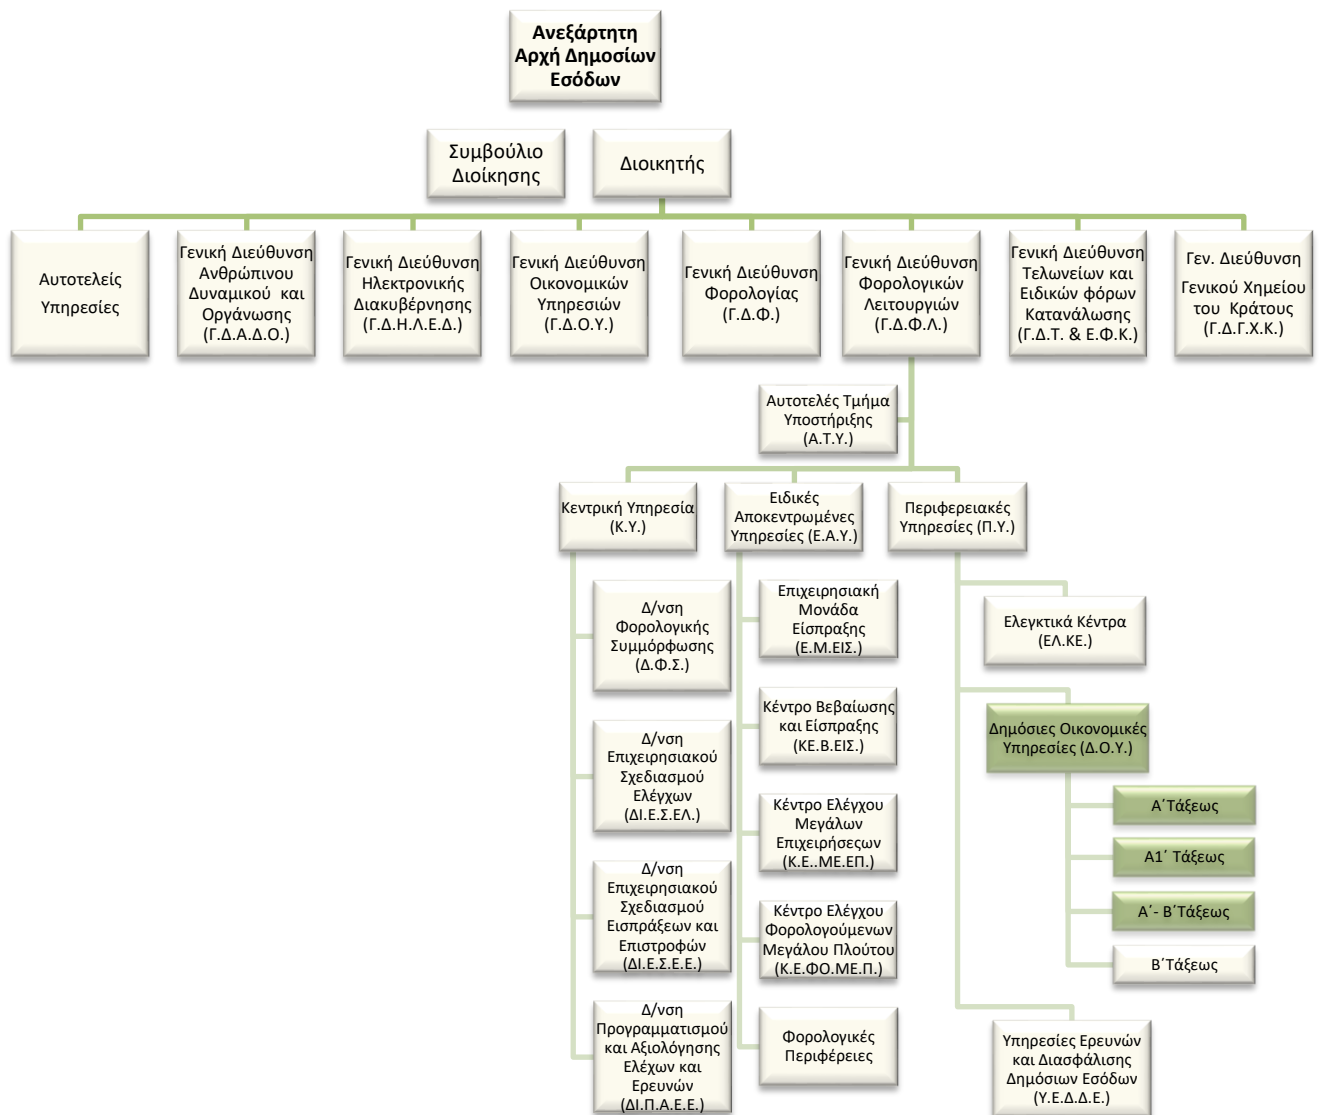 Ανεξάρτητη
Αρχή Δημοσίων
Εσόδων
Συμβούλιο
Διοίκησης
Διοικητής
Αυτοτελείς
Υπηρεσίες
Γενική Διεύθυνση
Ανθρώπινου
Δυναμικού και
Οργάνωσης
(Γ.Δ.Α.Δ.Ο.)
Γενική Διεύθυνση
Ηλεκτρονικής
Διακυβέρνησης
(Γ.Δ.Η.Λ.Ε.Δ.)
Γενική Διεύθυνση
Οικονομικών
Υπηρεσιών
(Γ.Δ.Ο.Υ.)
Γενική Διεύθυνση
Φορολογίας
(Γ.Δ.Φ.)
Γενική Διεύθυνση
Φορολογικών
Λειτουργιών
(Γ.Δ.Φ.Λ.)
Γενική Διεύθυνση
Τελωνείων και
Ειδικών φόρων
Κατανάλωσης
(Γ.Δ.Τ. & Ε.Φ.Κ.)
Γεν. Διεύθυνση
Γενικού Χημείου
του Κράτους
(Γ.Δ.Γ.Χ.Κ.)
Αυτοτελές Τμήμα
Υποστήριξης
(Α.Τ.Υ.)
Κεντρική Υπηρεσία
(Κ.Υ.)
Ειδικές
Αποκεντρωμένες
Υπηρεσίες (Ε.Α.Υ.)
Περιφερειακές
Υπηρεσίες (Π.Υ.)
Δ/νση
Φορολογικής
Συμμόρφωσης
(Δ.Φ.Σ.)
Δ/νση
Επιχειρησιακού
Σχεδιασμού
Ελέγχων
(ΔΙ.Ε.Σ.ΕΛ.)
Δ/νση
Επιχειρησιακού
Σχεδιασμού
Εισπράξεων και
Επιστροφών
(ΔΙ.Ε.Σ.Ε.Ε.)
Δ/νση
Προγραμματισμού
και Αξιολόγησης
Ελέχων και
Ερευνών
(ΔΙ.Π.Α.Ε.Ε.)
Επιχειρησιακή
Μονάδα
Είσπραξης
(Ε.Μ.ΕΙΣ.)
Κέντρο Βεβαίωσης
και Είσπραξης
(ΚΕ.Β.ΕΙΣ.)
Κέντρο Ελέγχου
Μεγάλων
Επιχειρήσεςων
(Κ.Ε..ΜΕ.ΕΠ.)
Κέντρο Ελέγχου
Φορολογούμενων
Μεγάλου Πλούτου
(Κ.Ε.ΦΟ.ΜΕ.Π.)
Φορολογικές
Περιφέρειες
Ελεγκτικά Κέντρα
(ΕΛ.ΚΕ.)
Δημόσιες Οικονομικές
Υπηρεσίες (Δ.Ο.Υ.)
Α΄Τάξεως
Α1΄ Τάξεως
Α΄- Β΄Τάξεως
Β΄Τάξεως
Υπηρεσίες Ερευνών
και Διασφάλισης
Δημόσιων Εσόδων
(Υ.Ε.Δ.Δ.Ε.)